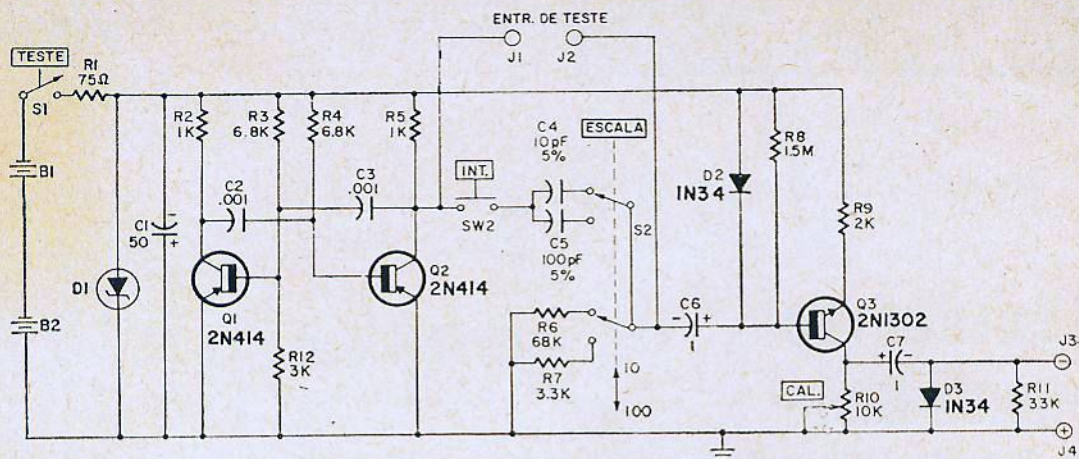 ENTR. DE TESTE
J1
J2
TESTE
S1
R1
75Ω
R2
1K
R3
6.8K
R4
6.8K
R5
1K
C4
10pF
5%
ESCALA
R8
1.5M
B1
C2
.001
C3
.001
INT.
SW2
S2
D2
1N34
R9
2K
C1
50
-
+
C5
100pF
5%
D1
Q1
2N414
Q2
2N414
B2
R12
3K
R6
68K
R7
3.3K
10
100
- C6 +
1
Q3
2N1302
+ C7 -
1
J3
-
CAL.
R10
10K
D3
1N34
R11
33K
+
J4